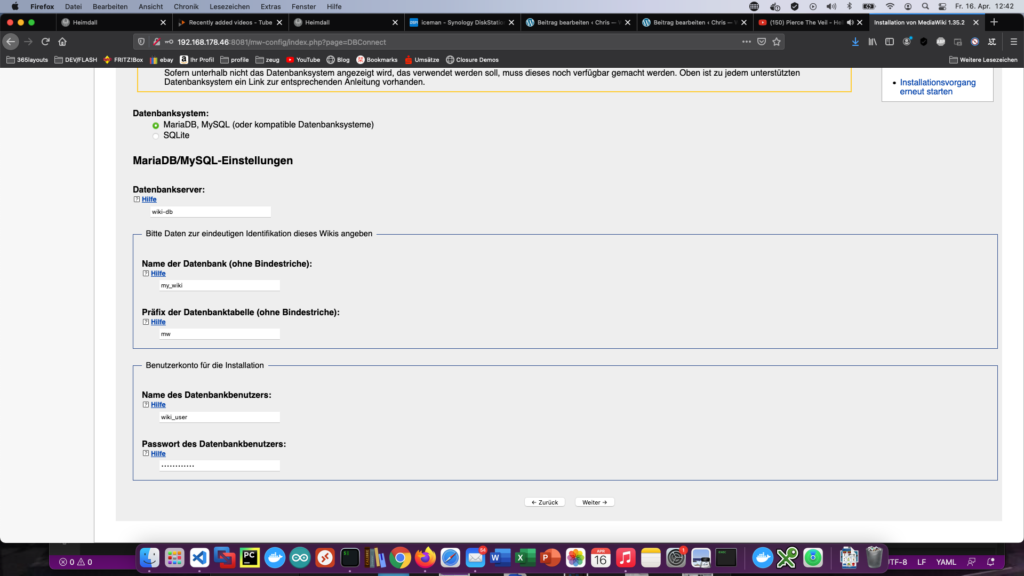 Firefox Datei Bearbeiten Ansicht Chronik Lesezeichen Extras Fenster Hilfe Fr. 16. Apr. 12:42
Heimdall Recently added videos - Tube Heimdall iceman - Synology DiskStati Beitrag bearbeiten ‹ Chris — Beitrag bearbeiten ‹ Chris — (150) Pierce The Veil - Installation von MediaWiki 1.35.2
192.168.178.46:8081/mw-config/index.php?page=DBConnect
365layouts DEV/FLASH FRITZ!Box ebay Ihr Profil profile zeug YouTube Blog Bookmarks Umsätze Closure Demos Weitere Lesezeichen
Sofern unterhalb nicht das Datenbanksystem angezeigt wird, das verwendet werden soll, muss dieses noch verfügbar gemacht werden. Oben ist zu jedem unterstützten
Datenbanksystem ein Link zur entsprechenden Anleitung vorhanden.
Installationsvorgang
erneut starten
Datenbanksystem:
MariaDB, MySQL (oder kompatible Datenbanksysteme)
SQLite
MariaDB/MySQL-Einstellungen
Datenbankserver:
Hilfe
wiki-db
Bitte Daten zur eindeutigen Identifikation dieses Wikis angeben
Name der Datenbank (ohne Bindestriche):
Hilfe
my_wiki
Präfix der Datenbanktabelle (ohne Bindestriche):
Hilfe
mw
Benutzerkonto für die Installation
Name des Datenbankbenutzers:
Hilfe
wiki_user
Passwort des Datenbankbenutzers:
Hilfe
••••••••••••
← Zurück Weiter →
0 0 UTF-8 LF YAML